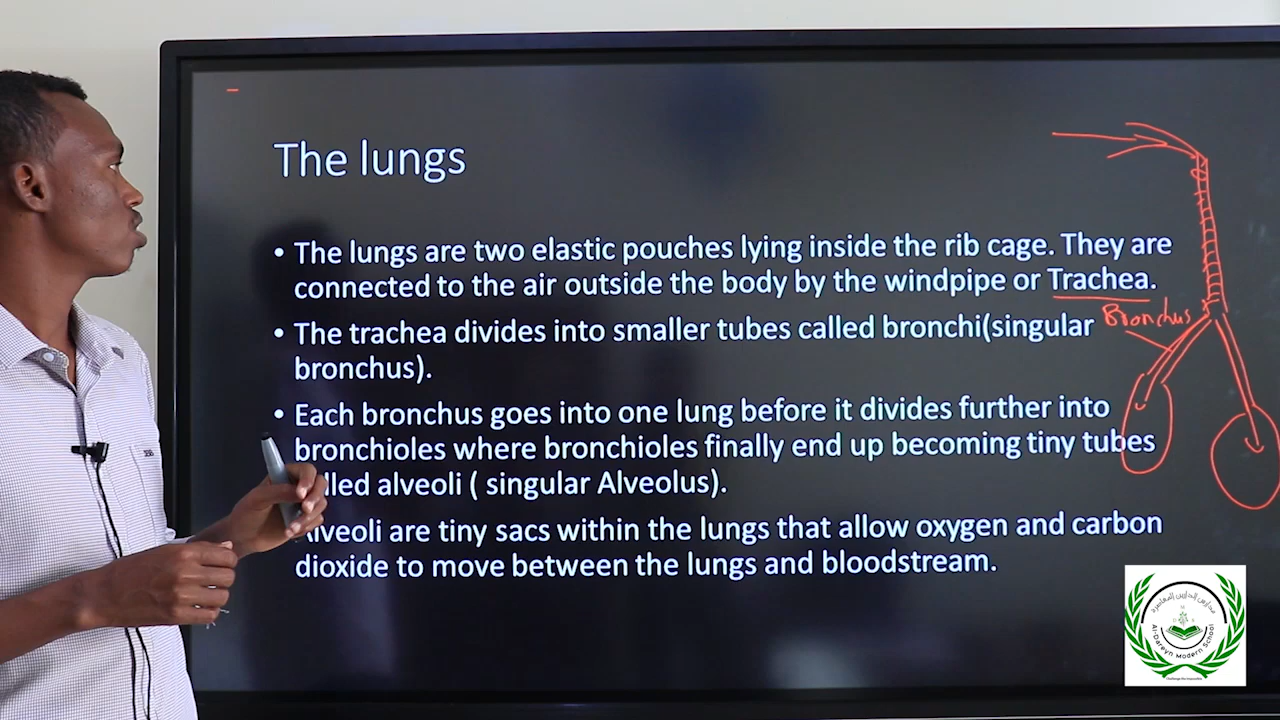 The lungs
• The lungs are two elastic pouches lying inside the rib cage. They are
connected to the air outside the body by the windpipe or Trachea.
• The trachea divides into smaller tubes called bronchi(singular
bronchus).
Bronchus
• Each bronchus goes into one lung before it divides further into
bronchioles where bronchioles finally end up becoming tiny tubes
alveoli ( singular Alveolus).
Alveoli are tiny sacs within the lungs that allow oxygen and carbon
dioxide to move between the lungs and bloodstream.
Al-Dareyn Modern School